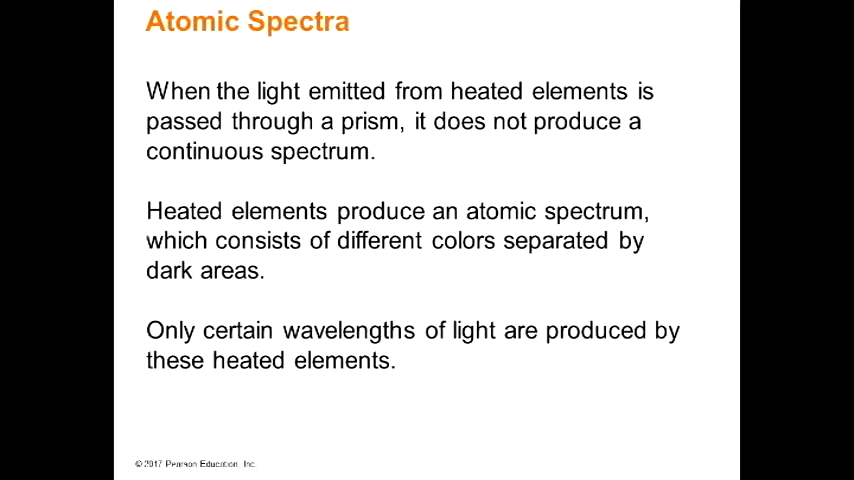 Atomic Spectra
When the light emitted from heated elements is
passed through a prism, it does not produce a
continuous spectrum.
Heated elements produce an atomic spectrum,
which consists of different colors separated by
dark areas.
Only certain wavelengths of light are produced by
these heated elements.
© 2017 Pearson Education, Inc.